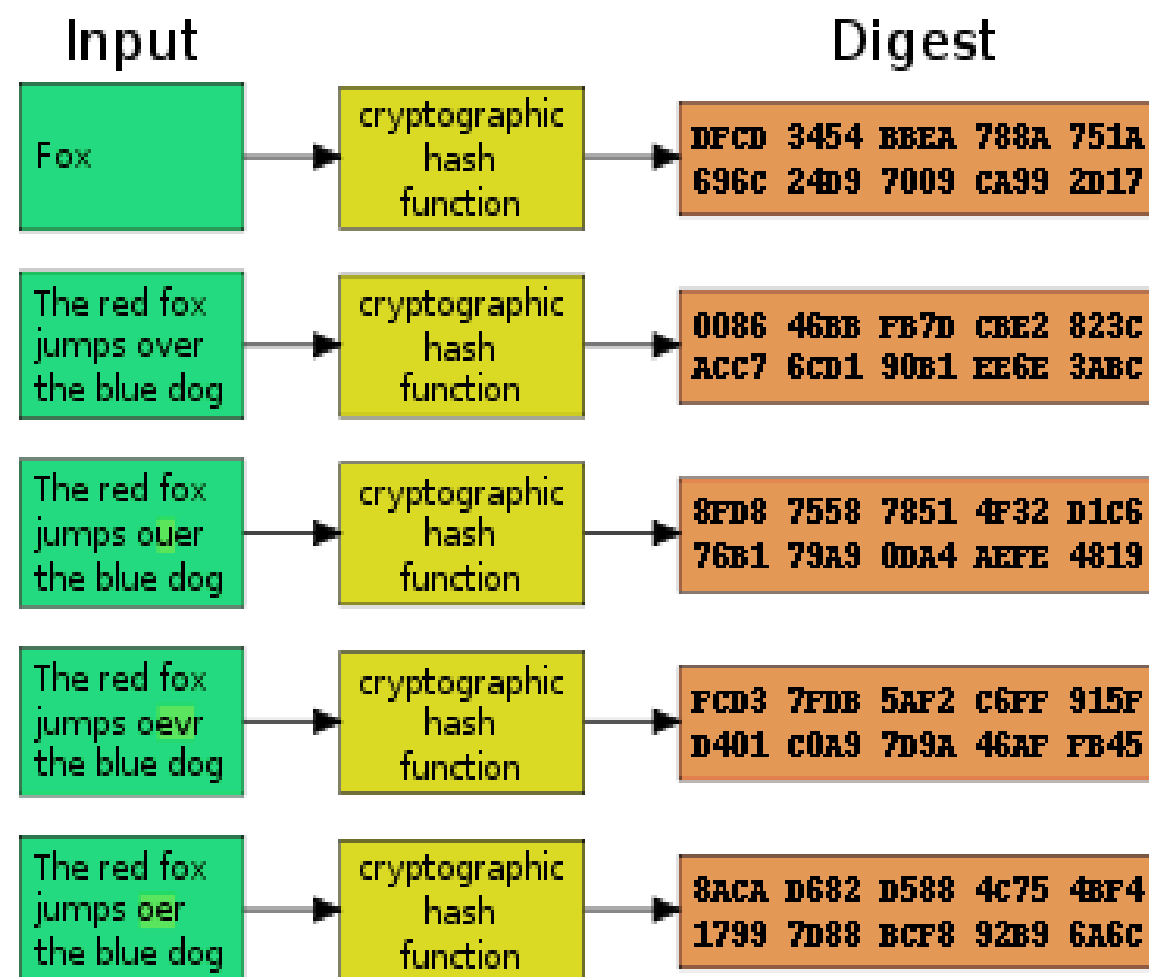 Input
Digest
Fox
cryptographic
hash
function
DFCD 3454 BBEA 788A 751A
696C 24D9 7009 CA99 2D17
The red fox
jumps over
the blue dog
cryptographic
hash
function
0086 46BB FB7D CBE2 823C
ACC7 6CD1 90B1 EE6E 3ABC
The red fox
jumps ouer
the blue dog
cryptographic
hash
function
8FD8 7558 7851 4F32 D1C6
76B1 79A9 0DA4 AEFE 4819
The red fox
jumps oevr
the blue dog
cryptographic
hash
function
FCD3 7FDB 5AF2 C6FF 915F
D401 C0A9 7D9A 46AF FB45
The red fox
jumps oer
the blue dog
cryptographic
hash
function
8ACA D682 D588 4C75 4BF4
1799 7D88 BCF8 92B9 6A6C